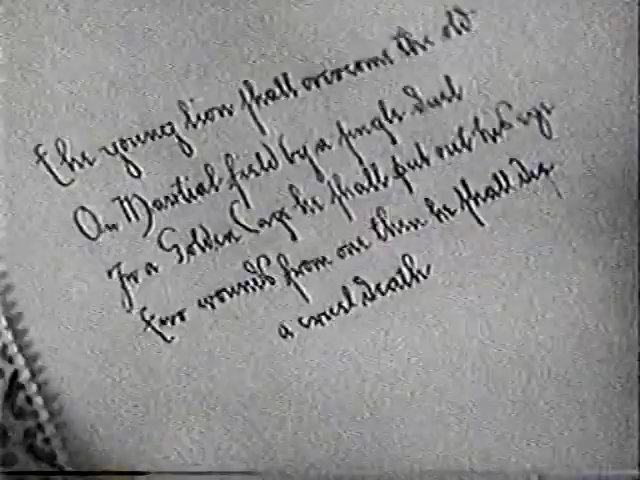 The young lion shall overcome the old
On Martial field by a single duel
In a Golden Cage he shall put out his Eye
two wounds from one then he shall Die
a cruel Death